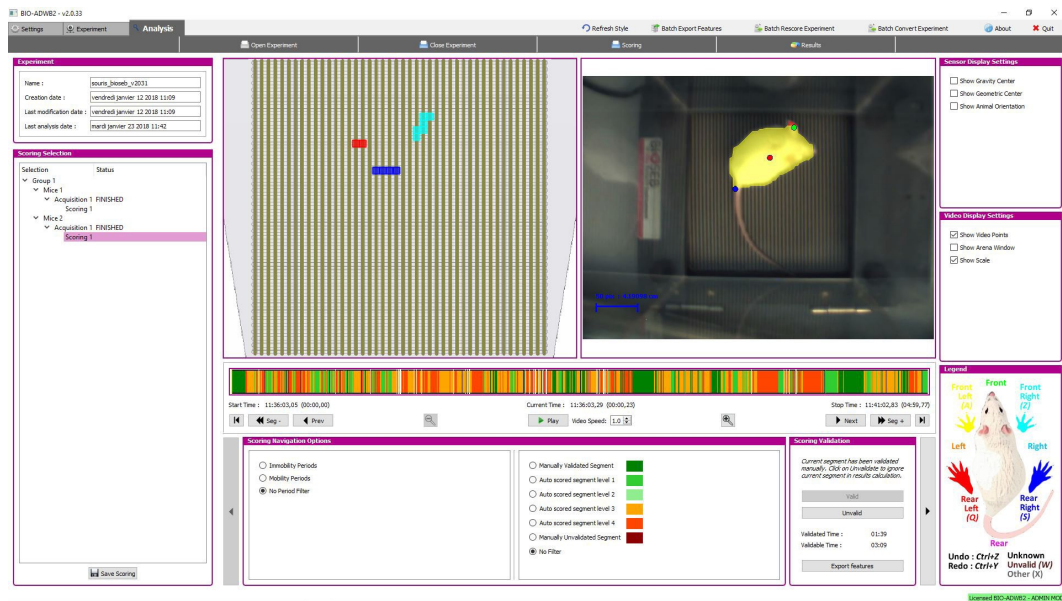 BIO-ADWB2 - v2.0.33
Settings Experiment Analysis Refresh Style Batch Export Features Batch Rescore Experiment Batch Convert Experiment About Quit
Open Experiment Close Experiment Scoring Results
Experiment
Name : souris_bioseb_v2031
Creation date : vendredi janvier 12 2018 11:09
Last modification date : vendredi janvier 12 2018 11:09
Last analysis date : mardi janvier 23 2018 11:42
Scoring Selection
Selection Status
Group 1
Mice 1
Acquisition 1 FINISHED
Scoring 1
Mice 2
Acquisition 1 FINISHED
Scoring 1
Save Scoring
Sensor Display Settings
Show Gravity Center
Show Geometric Center
Show Animal Orientation
Video Display Settings
Show Video Points
Show Arena Window
Show Scale
Start Time : 11:36:03,05 (00:00,00) Current Time : 11:36:03,29 (00:00,23) Stop Time : 11:41:02,83 (04:59,77)
Seg - Prev Play Video Speed: 1.0 Next Seg +
Scoring Navigation Options
Immobility Periods
Mobility Periods
No Period Filter
Manually Validated Segment
Auto scored segment level 1
Auto scored segment level 2
Auto scored segment level 3
Auto scored segment level 4
Manually Unvalidated Segment
No Filter
Scoring Validation
Current segment has been validated
manually. Click on Unvalidate to ignore
current segment in results calculation.
Valid
Unvalid
Validated Time : 01:39
Validable Time : 03:09
Export features
Legend
Front
Front
Left
(A)
Front
Right
(Z)
Left Right
Rear
Left
(Q)
Rear
Right
(S)
Rear
Undo : Ctrl+Z Unknown
Redo : Ctrl+Y Unvalid (W)
Other (X)
Licensed BIO-ADWB2 - ADMIN MO